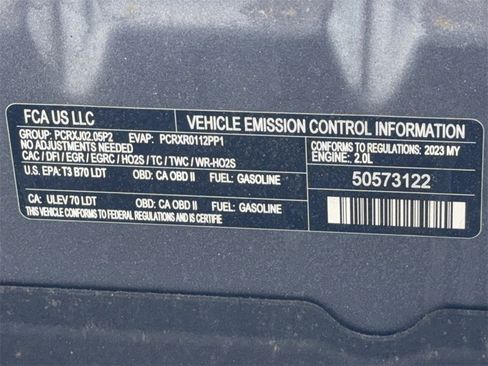 FCA US LLC
VEHICLE EMISSION CONTROL INFORMATION
GROUP: PCRXJ02.05P2 EVAP: PCRXR0112PP1
NO ADJUSTMENTS NEEDED
CAC / DFI / EGR / EGRC / HO2S / TC / TWC / WR-HO2S
CONFORMS TO REGULATIONS: 2023 MY
ENGINE: 2.0L
U.S. EPA: T3 B70 LDT OBD: CA OBD II FUEL: GASOLINE
50573122
CA: ULEV 70 LDT OBD: CA OBD II FUEL: GASOLINE
THIS VEHICLE CONFORMS TO FEDERAL REGULATIONS AND IS CERTIFIE